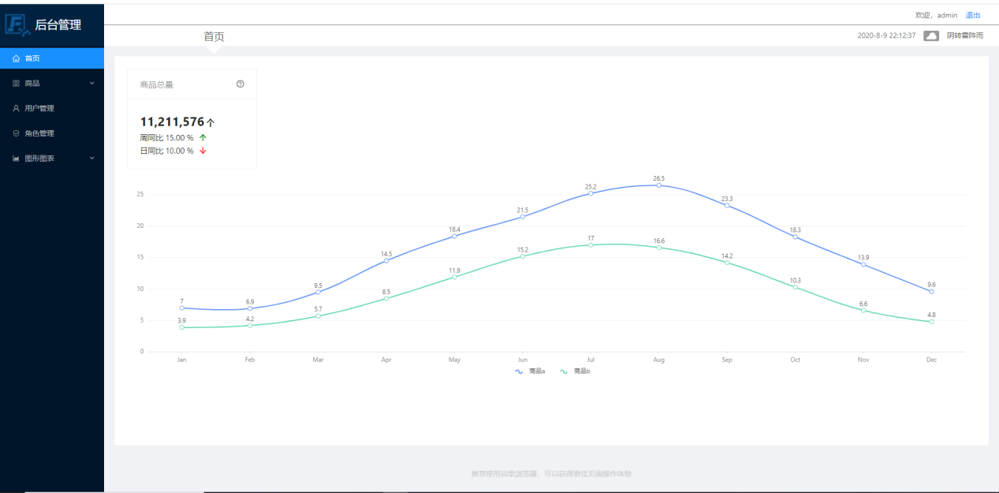 后台管理
欢迎，admin 退出
首页
2020-8-9 22:12:37 阴转雷阵雨
首页
商品
用户管理
角色管理
图形图表
商品总量
11,211,576个
周同比 15.00 %
日同比 10.00 %
25
20
15
10
5
0
7 6.9 9.5 14.5 18.4 21.5 25.2 26.5 23.3 18.3 13.9 9.6
3.9 4.2 5.7 8.5 11.9 15.2 17 16.6 14.2 10.3 6.6 4.8
Jan Feb Mar Apr May Jun Jul Aug Sep Oct Nov Dec
商品a 商品b
推荐使用谷歌浏览器，可以获得更佳页面操作体验